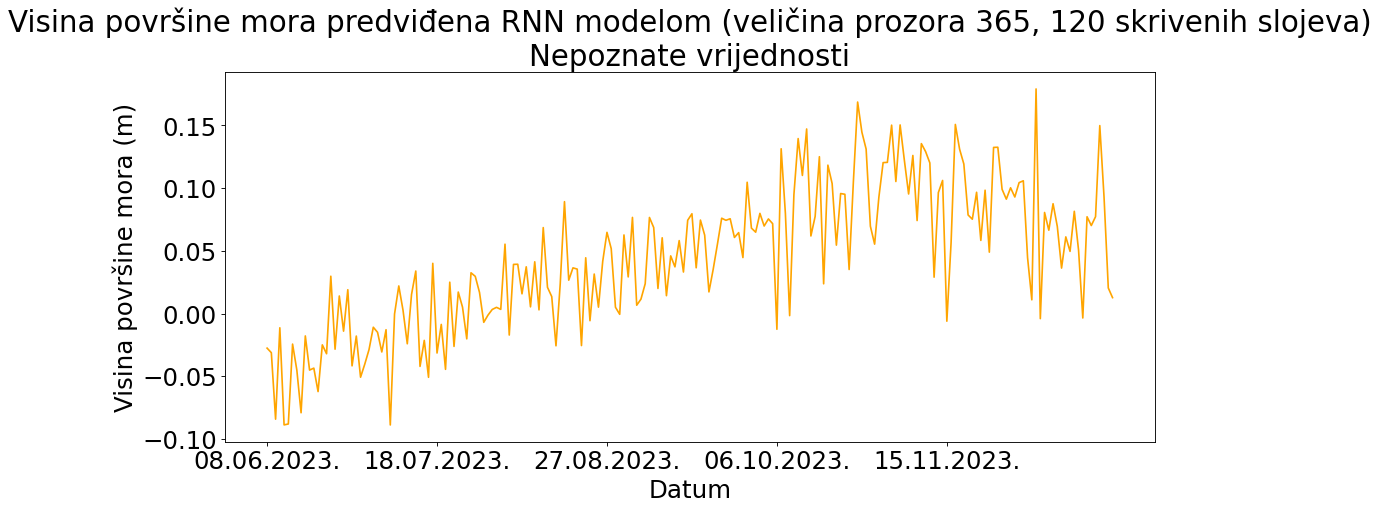 Visina površine mora predviđena RNN modelom (veličina prozora 365, 120 skrivenih slojeva)
Nepoznate vrijednosti
Visina površine mora (m)
0.15
0.10
0.05
0.00
−0.05
−0.10
08.06.2023. 18.07.2023. 27.08.2023. 06.10.2023. 15.11.2023.
Datum